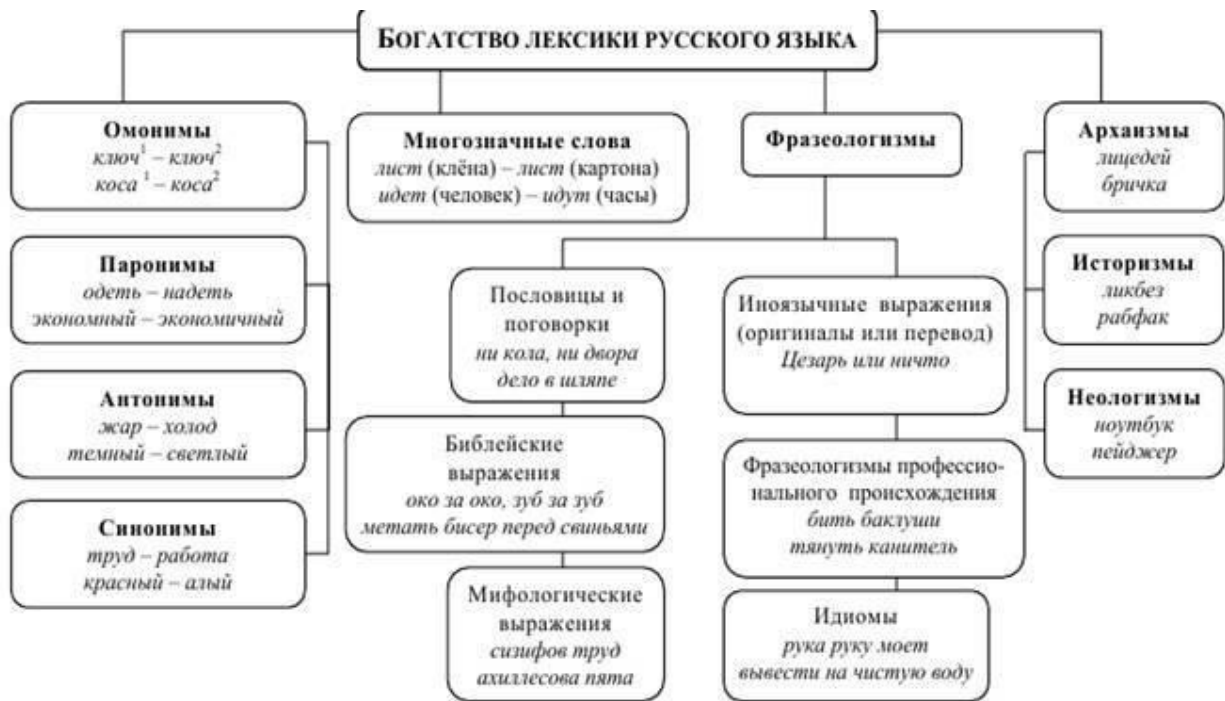 БОГАТСТВО ЛЕКСИКИ РУССКОГО ЯЗЫКА
Омонимы
ключ¹ – ключ²
коса ¹ – коса²
Паронимы
одеть – надеть
экономный – экономичный
Антонимы
жар – холод
темный – светлый
Синонимы
труд – работа
красный – алый
Многозначные слова
лист (клёна) – лист (картона)
идет (человек) – идут (часы)
Фразеологизмы
Пословицы и
поговорки
ни кола, ни двора
дело в шляпе
Библейские
выражения
око за око, зуб за зуб
метать бисер перед свиньями
Мифологические
выражения
сизифов труд
ахиллесова пята
Иноязычные выражения
(оригиналы или перевод)
Цезарь или ничто
Фразеологизмы профессио-
нального происхождения
бить баклуши
тянуть канитель
Идиомы
рука руку моет
вывести на чистую воду
Архаизмы
лицедей
бричка
Историзмы
ликбез
рабфак
Неологизмы
ноутбук
пейджер